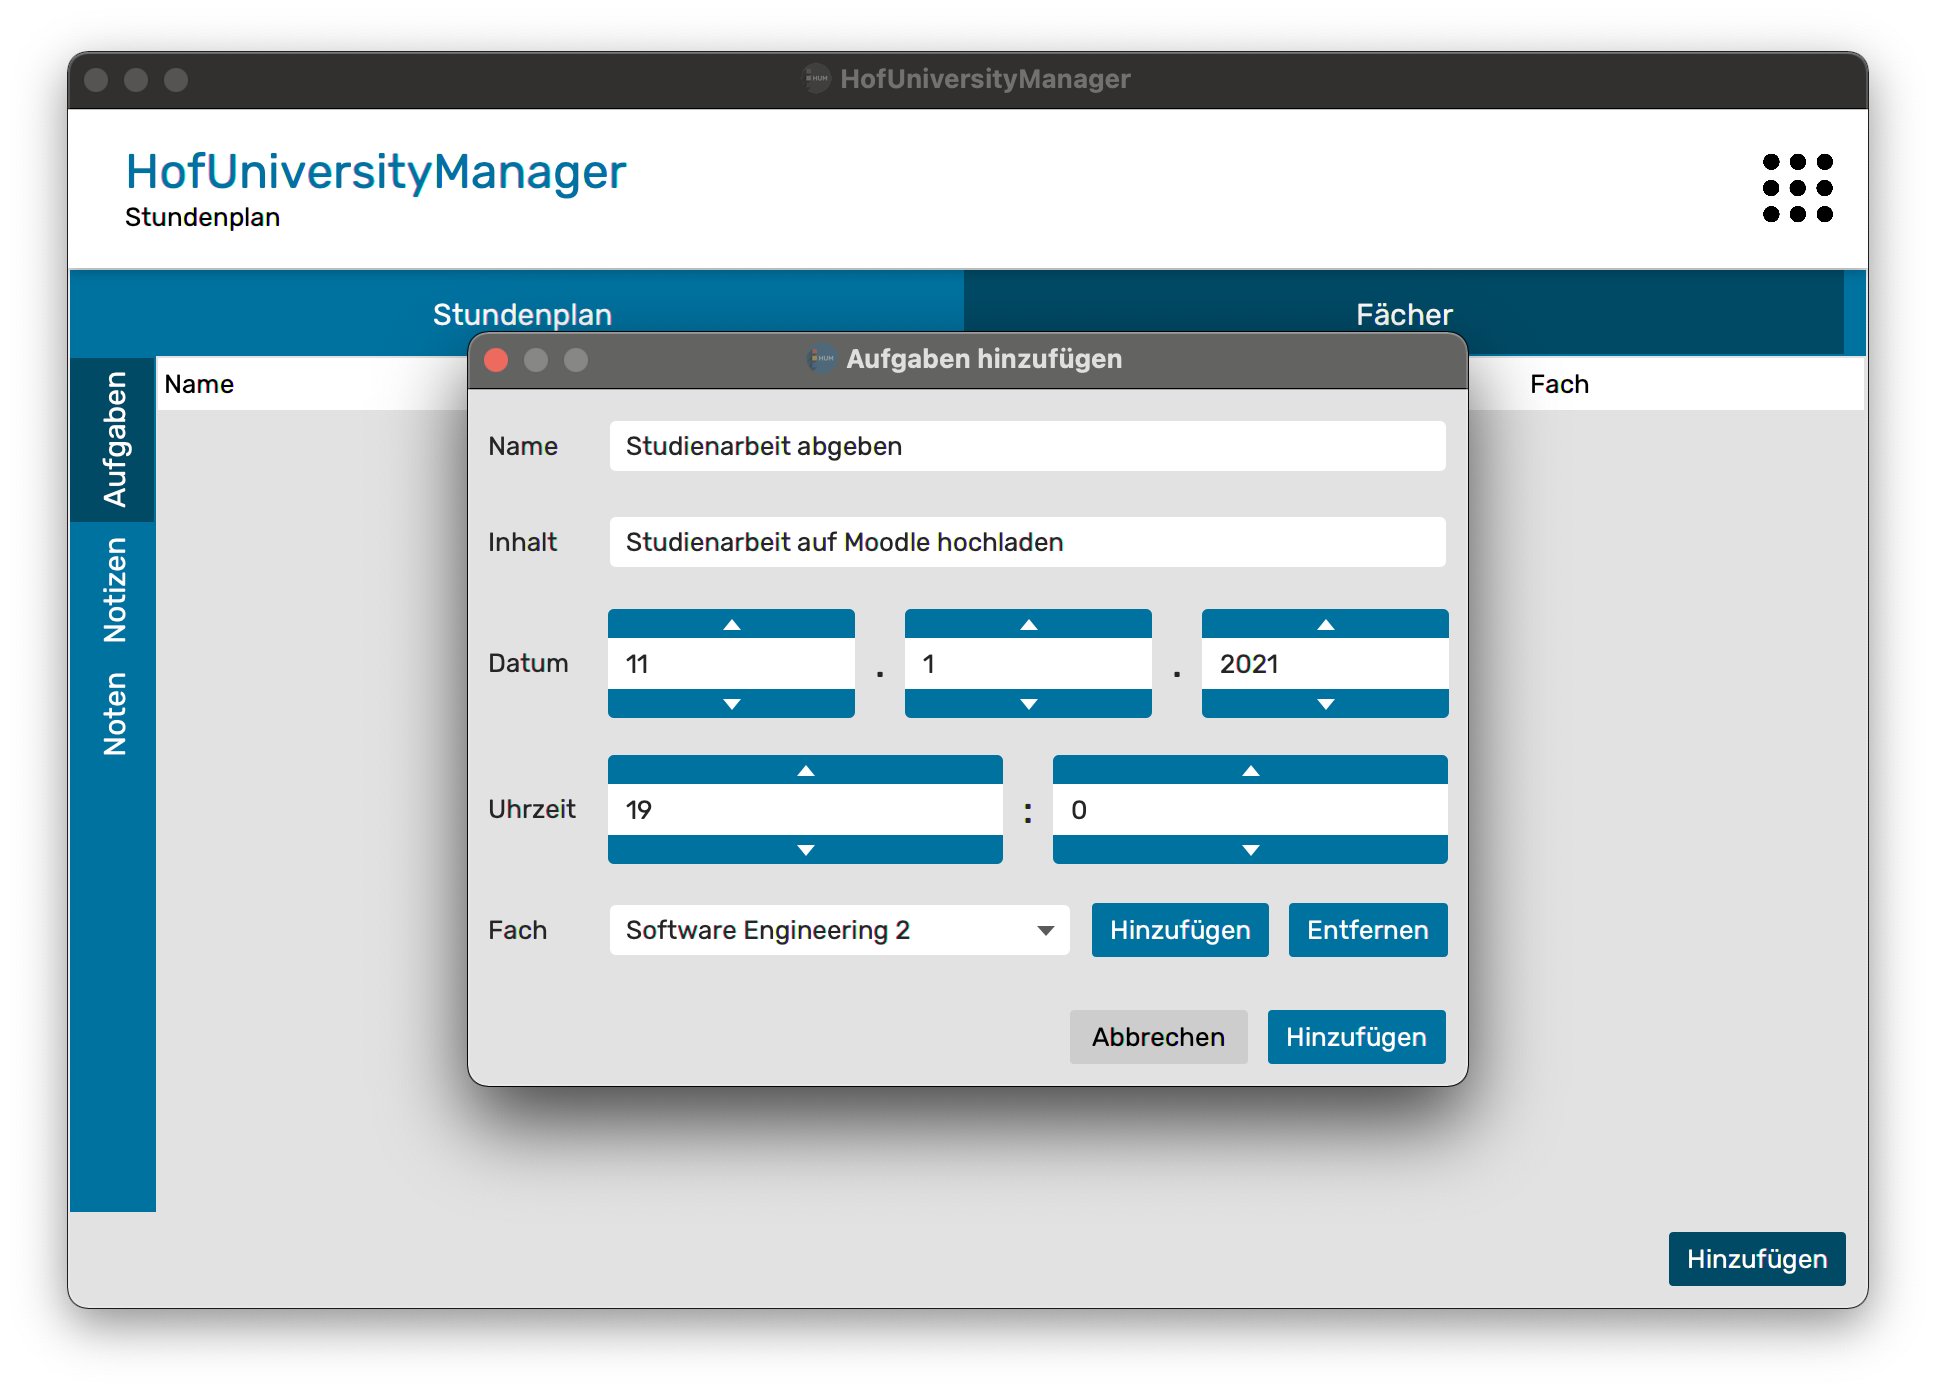 HofUniversityManager
HofUniversityManager
Stundenplan
Stundenplan
Fächer
Aufgaben
Notizen
Noten
Name
Fach
HUM Aufgaben hinzufügen
Name
Studienarbeit abgeben
Inhalt
Studienarbeit auf Moodle hochladen
Datum
11 . 1 . 2021
Uhrzeit
19 : 0
Fach
Software Engineering 2
Hinzufügen
Entfernen
Abbrechen
Hinzufügen
Hinzufügen